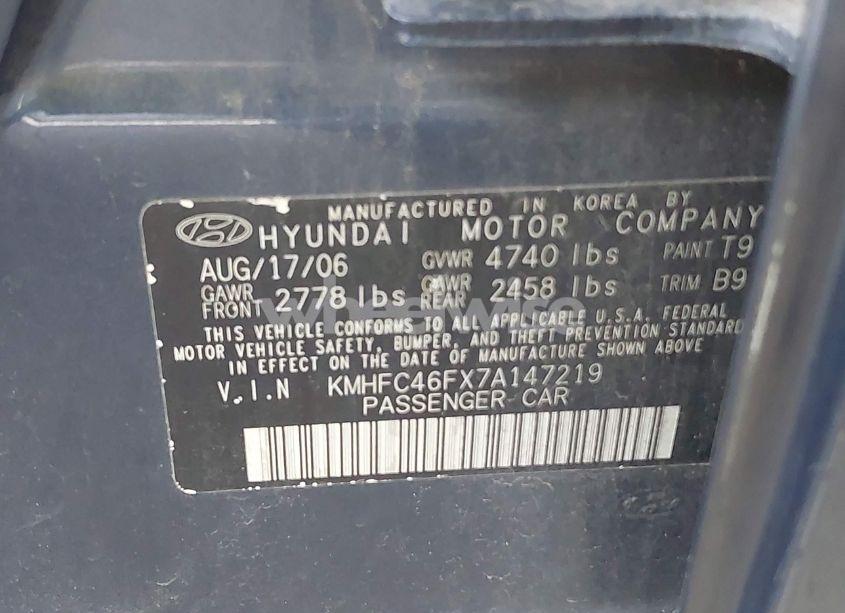 MANUFACTURED IN KOREA BY
HYUNDAI MOTOR COMPANY
AUG/17/06 GVWR 4740 lbs PAINT T9
GAWR FRONT 2778 lbs GAWR REAR 2458 lbs TRIM B9
THIS VEHICLE CONFORMS TO ALL APPLICABLE U.S.A. FEDERAL
MOTOR VEHICLE SAFETY, BUMPER, AND THEFT PREVENTION STANDARD
IN EFFECT ON THE DATE OF MANUFACTURE SHOWN ABOVE
V.I.N KMHFC46FX7A147219
PASSENGER CAR
wheelwire